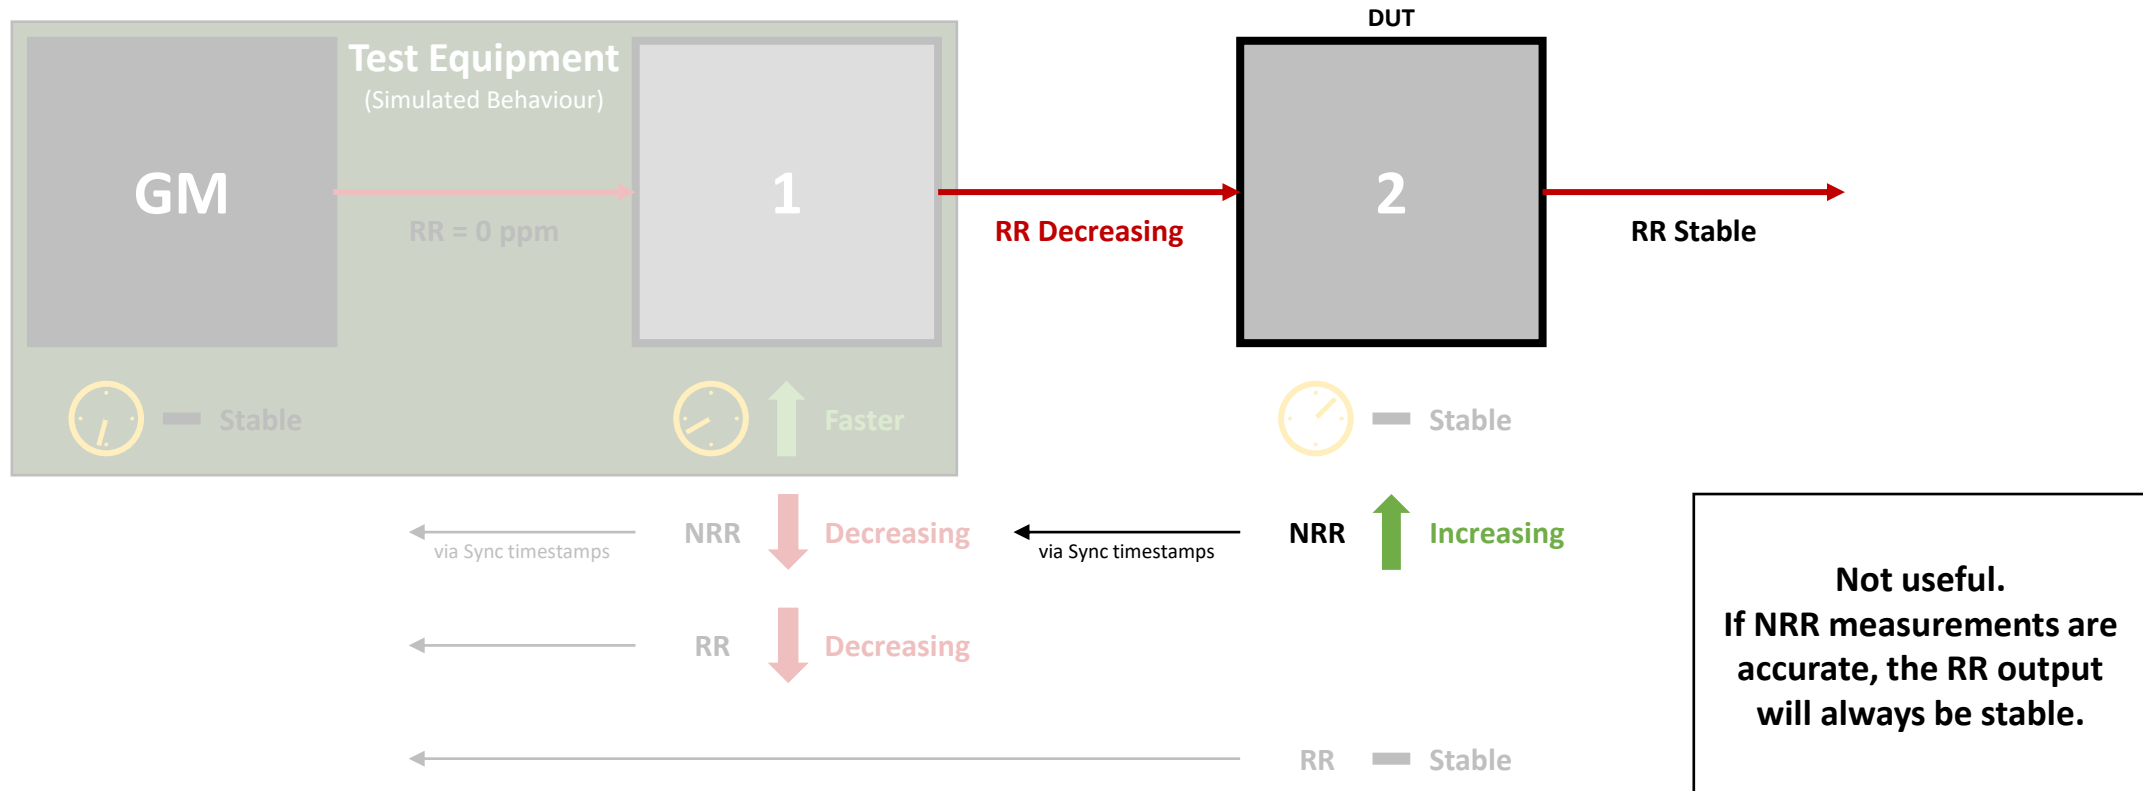 DUT
Test Equipment
(Simulated Behaviour)
GM
1
2
RR = 0 ppm
RR Decreasing
RR Stable
Stable
Faster
Stable
via Sync timestamps
NRR
Decreasing
via Sync timestamps
NRR
Increasing
RR
Decreasing
RR
Stable
Not useful.
If NRR measurements are
accurate, the RR output
will always be stable.